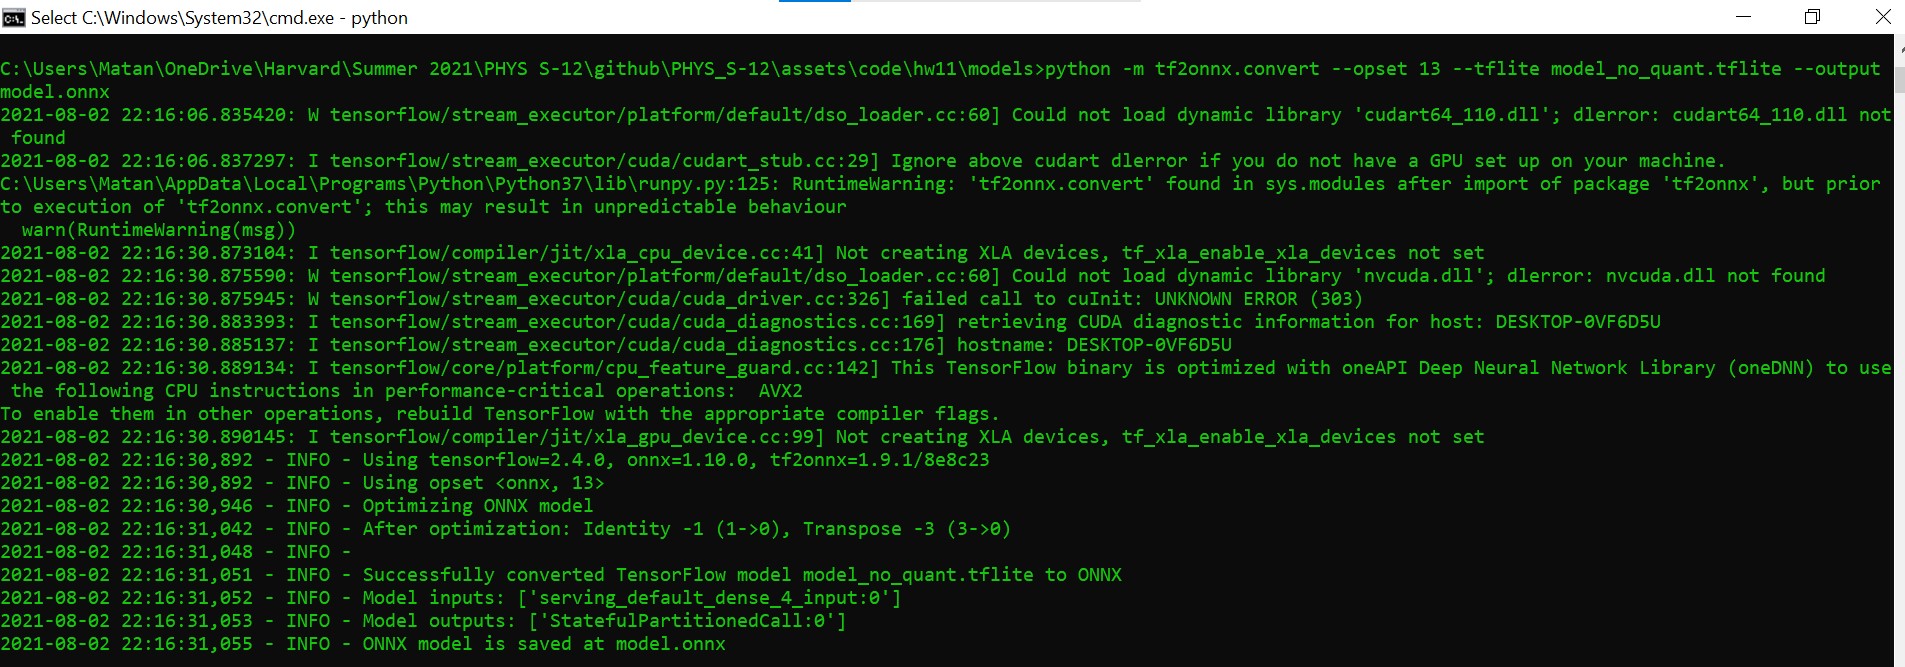 Select C:\Windows\System32\cmd.exe - python
C:\Users\Matan\OneDrive\Harvard\Summer 2021\PHYS S-12\github\PHYS_S-12\assets\code\hw11\models>python -m tf2onnx.convert --opset 13 --tflite model_no_quant.tflite --output
model.onnx
2021-08-02 22:16:06.835420: W tensorflow/stream_executor/platform/default/dso_loader.cc:60] Could not load dynamic library 'cudart64_110.dll'; dlerror: cudart64_110.dll not
 found
2021-08-02 22:16:06.837297: I tensorflow/stream_executor/cuda/cudart_stub.cc:29] Ignore above cudart dlerror if you do not have a GPU set up on your machine.
C:\Users\Matan\AppData\Local\Programs\Python\Python37\lib\runpy.py:125: RuntimeWarning: 'tf2onnx.convert' found in sys.modules after import of package 'tf2onnx', but prior
to execution of 'tf2onnx.convert'; this may result in unpredictable behaviour
  warn(RuntimeWarning(msg))
2021-08-02 22:16:30.873104: I tensorflow/compiler/jit/xla_cpu_device.cc:41] Not creating XLA devices, tf_xla_enable_xla_devices not set
2021-08-02 22:16:30.875590: W tensorflow/stream_executor/platform/default/dso_loader.cc:60] Could not load dynamic library 'nvcuda.dll'; dlerror: nvcuda.dll not found
2021-08-02 22:16:30.875945: W tensorflow/stream_executor/cuda/cuda_driver.cc:326] failed call to cuInit: UNKNOWN ERROR (303)
2021-08-02 22:16:30.883393: I tensorflow/stream_executor/cuda/cuda_diagnostics.cc:169] retrieving CUDA diagnostic information for host: DESKTOP-0VF6D5U
2021-08-02 22:16:30.885137: I tensorflow/stream_executor/cuda/cuda_diagnostics.cc:176] hostname: DESKTOP-0VF6D5U
2021-08-02 22:16:30.889134: I tensorflow/core/platform/cpu_feature_guard.cc:142] This TensorFlow binary is optimized with oneAPI Deep Neural Network Library (oneDNN) to use
 the following CPU instructions in performance-critical operations:  AVX2
To enable them in other operations, rebuild TensorFlow with the appropriate compiler flags.
2021-08-02 22:16:30.890145: I tensorflow/compiler/jit/xla_gpu_device.cc:99] Not creating XLA devices, tf_xla_enable_xla_devices not set
2021-08-02 22:16:30,892 - INFO - Using tensorflow=2.4.0, onnx=1.10.0, tf2onnx=1.9.1/8e8c23
2021-08-02 22:16:30,892 - INFO - Using opset <onnx, 13>
2021-08-02 22:16:30,946 - INFO - Optimizing ONNX model
2021-08-02 22:16:31,042 - INFO - After optimization: Identity -1 (1->0), Transpose -3 (3->0)
2021-08-02 22:16:31,048 - INFO -
2021-08-02 22:16:31,051 - INFO - Successfully converted TensorFlow model model_no_quant.tflite to ONNX
2021-08-02 22:16:31,052 - INFO - Model inputs: ['serving_default_dense_4_input:0']
2021-08-02 22:16:31,053 - INFO - Model outputs: ['StatefulPartitionedCall:0']
2021-08-02 22:16:31,055 - INFO - ONNX model is saved at model.onnx